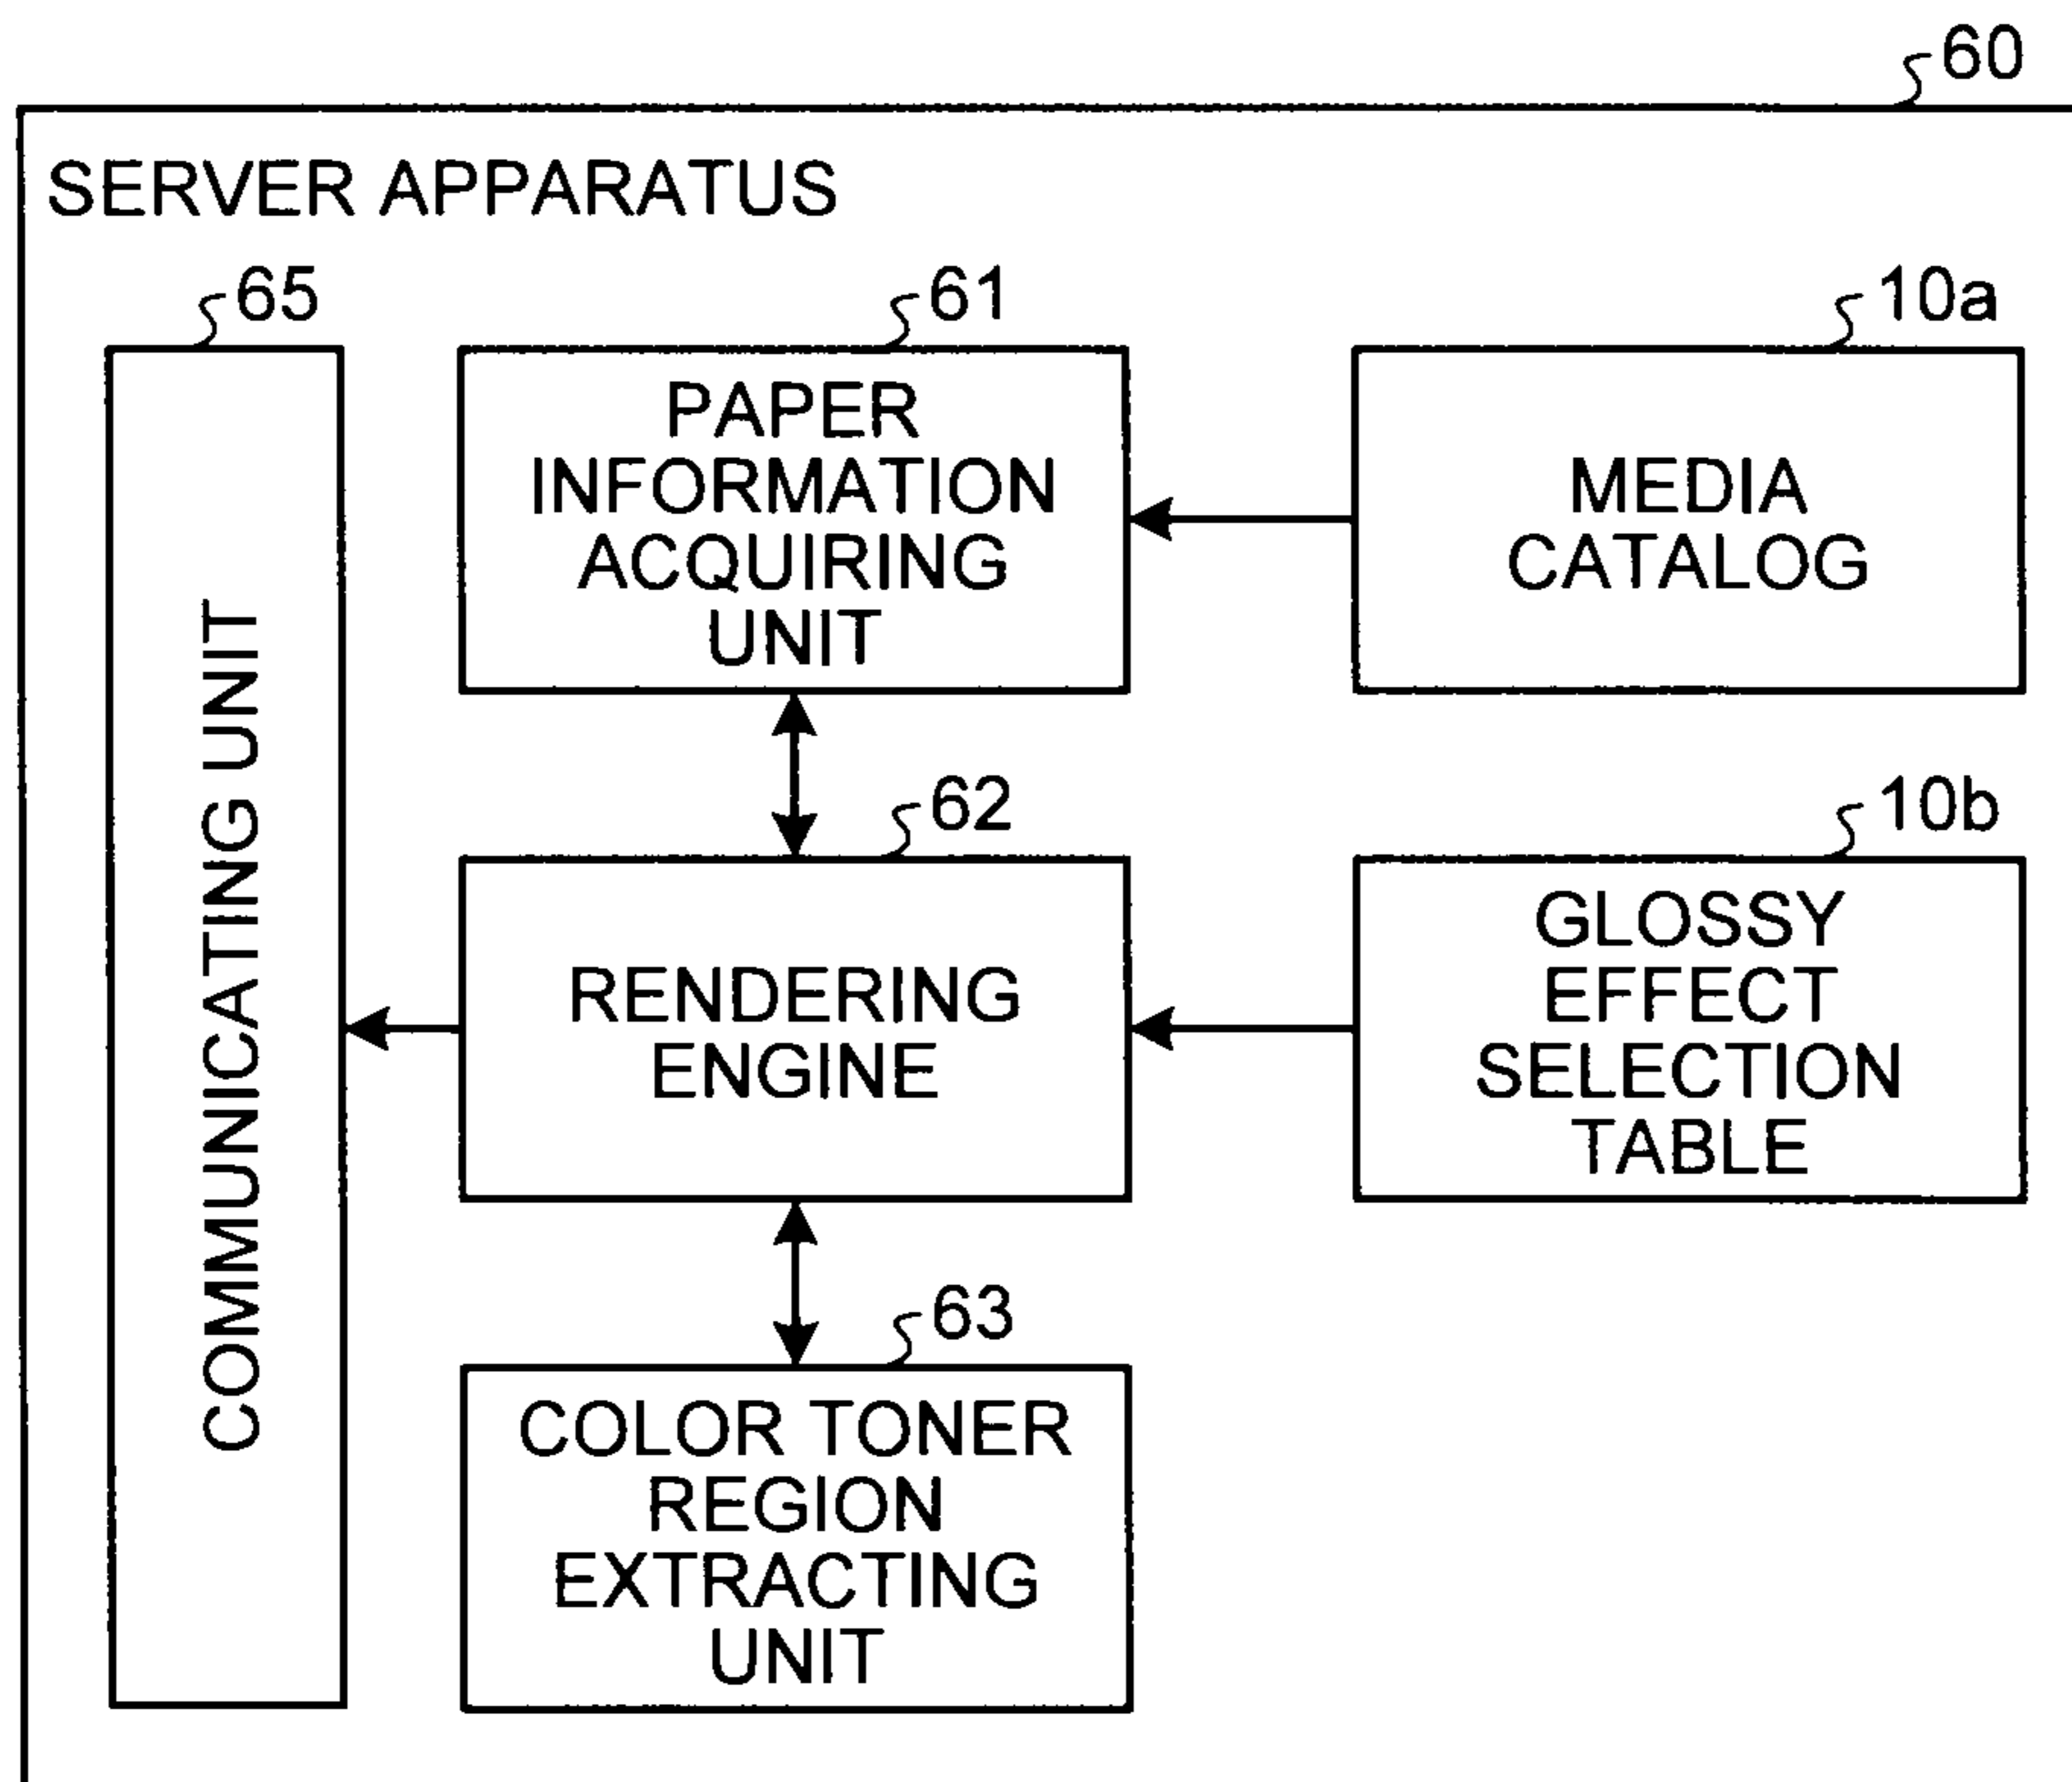 60
SERVER APPARATUS
65
61
10a
PAPER
INFORMATION
ACQUIRING
UNIT
MEDIA
CATALOG
COMMUNICATING UNIT
62
10b
RENDERING
ENGINE
GLOSSY
EFFECT
SELECTION
TABLE
63
COLOR TONER
REGION
EXTRACTING
UNIT